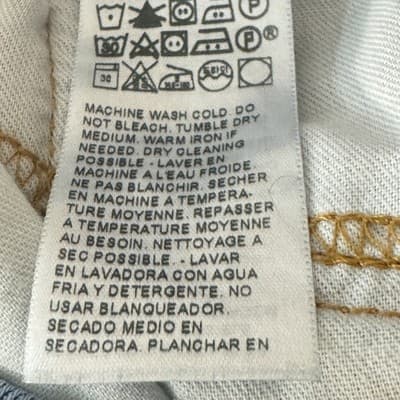 P
30 P®
30
MACHINE WASH COLD. DO
NOT BLEACH. TUMBLE DRY
MEDIUM. WARM IRON IF
NEEDED. DRY CLEANING
POSSIBLE - LAVER EN
MACHINE A L'EAU FROIDE.
NE PAS BLANCHIR. SECHER
EN MACHINE A TEMPERA-
TURE MOYENNE. REPASSER
A TEMPERATURE MOYENNE
AU BESOIN. NETTOYAGE A
SEC POSSIBLE. - LAVAR
EN LAVADORA CON AGUA
FRIA Y DETERGENTE. NO
USAR BLANQUEADOR.
SECADO MEDIO EN
SECADORA. PLANCHAR EN